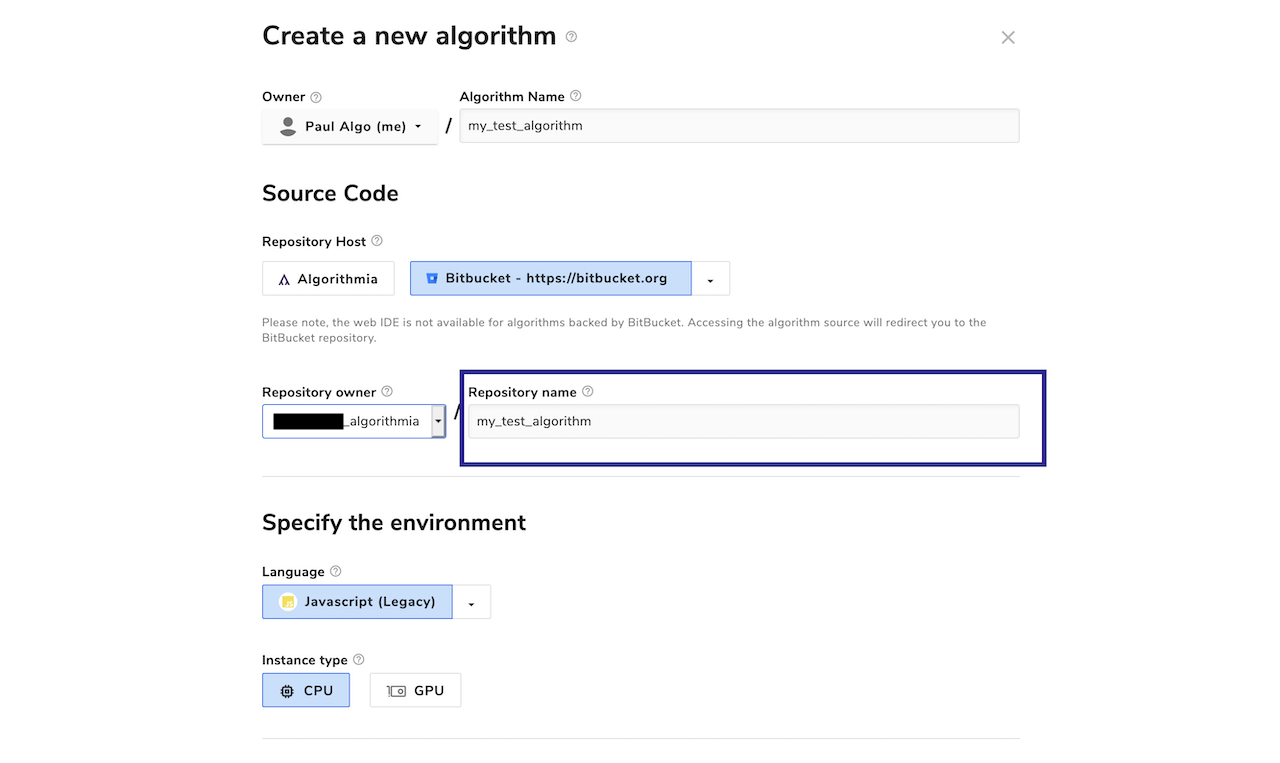 Create a new algorithm
Owner Algorithm Name
Paul Algo (me) / my_test_algorithm
Source Code
Repository Host
Algorithmia Bitbucket - https://bitbucket.org
Please note, the web IDE is not available for algorithms backed by BitBucket. Accessing the algorithm source will redirect you to the
BitBucket repository.
Repository owner Repository name
_algorithmia / my_test_algorithm
Specify the environment
Language
JS Javascript (Legacy)
Instance type
CPU GPU